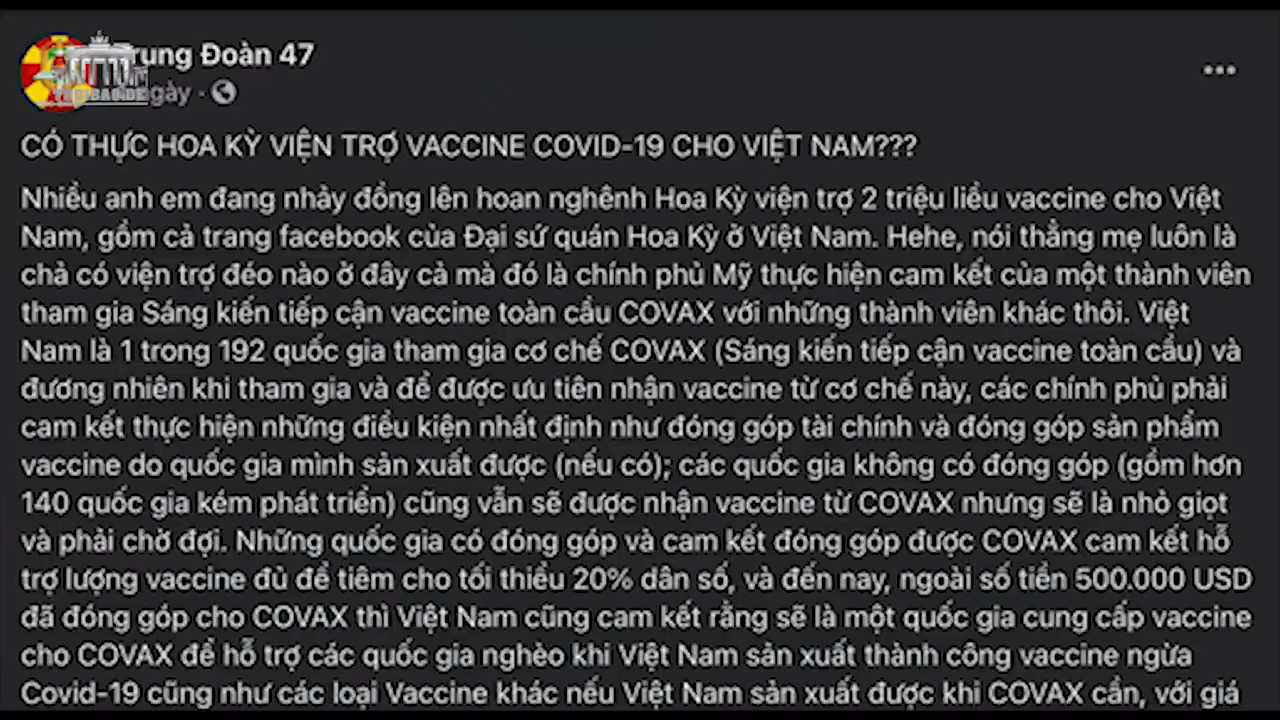 Trung Đoàn 47
ngày ·
CÓ THỰC HOA KỲ VIỆN TRỢ VACCINE COVID-19 CHO VIỆT NAM???
Nhiều anh em đang nhảy đồng lên hoan nghênh Hoa Kỳ viện trợ 2 triệu liều vaccine cho Việt
Nam, gồm cả trang facebook của Đại sứ quán Hoa Kỳ ở Việt Nam. Hehe, nói thẳng mẹ luôn là
chả có viện trợ đéo nào ở đây cả mà đó là chính phủ Mỹ thực hiện cam kết của một thành viên
tham gia Sáng kiến tiếp cận vaccine toàn cầu COVAX với những thành viên khác thôi. Việt
Nam là 1 trong 192 quốc gia tham gia cơ chế COVAX (Sáng kiến tiếp cận vaccine toàn cầu) và
đương nhiên khi tham gia và để được ưu tiên nhận vaccine từ cơ chế này, các chính phủ phải
cam kết thực hiện những điều kiện nhất định như đóng góp tài chính và đóng góp sản phẩm
vaccine do quốc gia mình sản xuất được (nếu có); các quốc gia không có đóng góp (gồm hơn
140 quốc gia kém phát triển) cũng vẫn sẽ được nhận vaccine từ COVAX nhưng sẽ là nhỏ giọt
và phải chờ đợi. Những quốc gia có đóng góp và cam kết đóng góp được COVAX cam kết hỗ
trợ lượng vaccine đủ để tiêm cho tối thiểu 20% dân số, và đến nay, ngoài số tiền 500.000 USD
đã đóng góp cho COVAX thì Việt Nam cũng cam kết rằng sẽ là một quốc gia cung cấp vaccine
cho COVAX để hỗ trợ các quốc gia nghèo khi Việt Nam sản xuất thành công vaccine ngừa
Covid-19 cũng như các loại Vaccine khác nếu Việt Nam sản xuất được khi COVAX cần, với giá